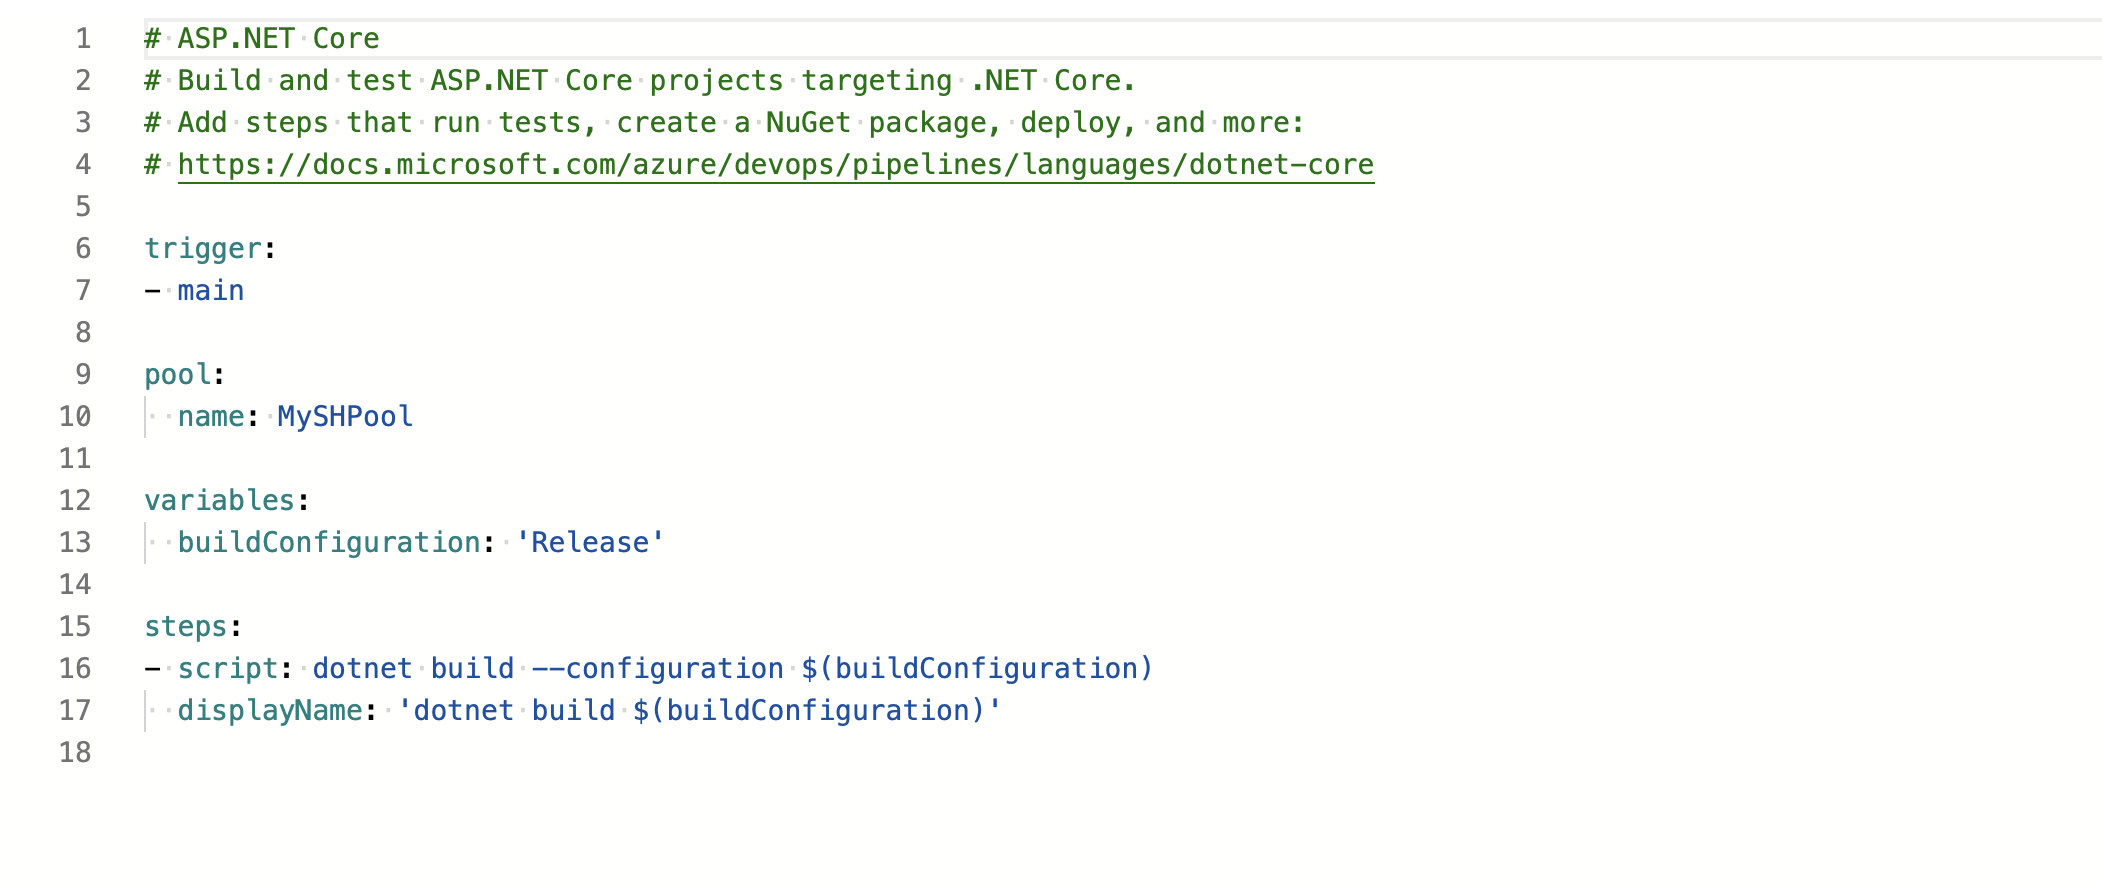 1 # ASP.NET Core
2 # Build and test ASP.NET Core projects targeting .NET Core.
3 # Add steps that run tests, create a NuGet package, deploy, and more:
4 # https://docs.microsoft.com/azure/devops/pipelines/languages/dotnet-core
5
6 trigger:
7 - main
8
9 pool:
10   name: MySHPool
11
12 variables:
13   buildConfiguration: 'Release'
14
15 steps:
16 - script: dotnet build --configuration $(buildConfiguration)
17   displayName: 'dotnet build $(buildConfiguration)'
18